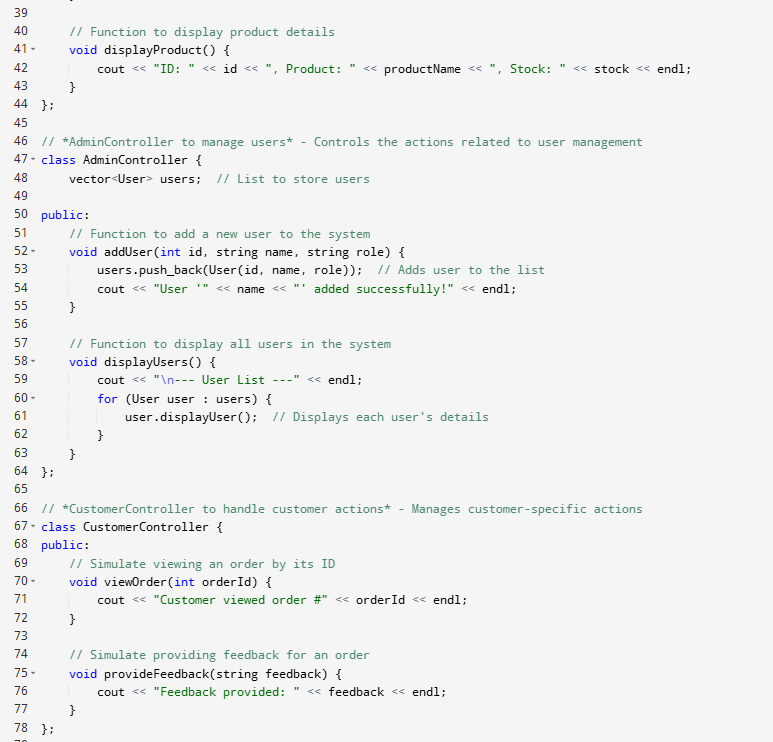 39
40     // Function to display product details
41     void displayProduct() {
42         cout << "ID: " << id << ", Product: " << productName << ", Stock: " << stock << endl;
43     }
44 };
45
46 // *AdminController to manage users* - Controls the actions related to user management
47 class AdminController {
48     vector<User> users;  // List to store users
49
50 public:
51     // Function to add a new user to the system
52     void addUser(int id, string name, string role) {
53         users.push_back(User(id, name, role));  // Adds user to the list
54         cout << "User '" << name << "' added successfully!" << endl;
55     }
56
57     // Function to display all users in the system
58     void displayUsers() {
59         cout << "\n--- User List ---" << endl;
60         for (User user : users) {
61             user.displayUser();  // Displays each user's details
62         }
63     }
64 };
65
66 // *CustomerController to handle customer actions* - Manages customer-specific actions
67 class CustomerController {
68 public:
69     // Simulate viewing an order by its ID
70     void viewOrder(int orderId) {
71         cout << "Customer viewed order #" << orderId << endl;
72     }
73
74     // Simulate providing feedback for an order
75     void provideFeedback(string feedback) {
76         cout << "Feedback provided: " << feedback << endl;
77     }
78 };